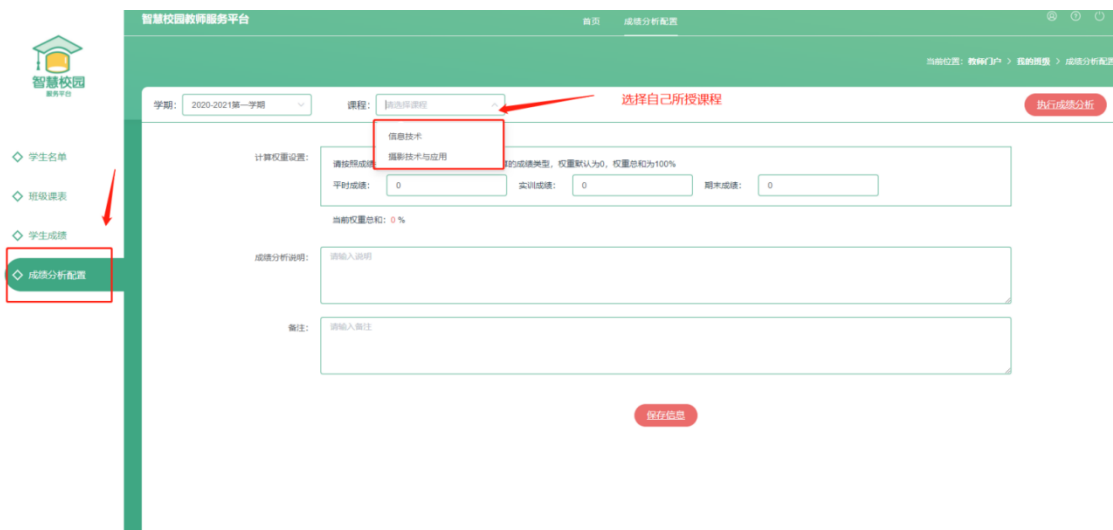 智慧校园教师服务平台
首页 成绩分析配置
智慧校园
服务平台
当前位置：教师门户 > 我的班级 > 成绩分析配置
学期： 2020-2021第一学期 课程： 请选择课程 选择自己所授课程 执行成绩分析
信息技术
摄影技术与应用
学生名单
班级课表
学生成绩
成绩分析配置
计算权重设置：
请按照成绩 的成绩类型，权重默认为0，权重总和为100%
平时成绩： 0 实训成绩： 0 期末成绩： 0
当前权重总和：0 %
成绩分析说明： 请输入说明
备注： 请输入备注
保存信息